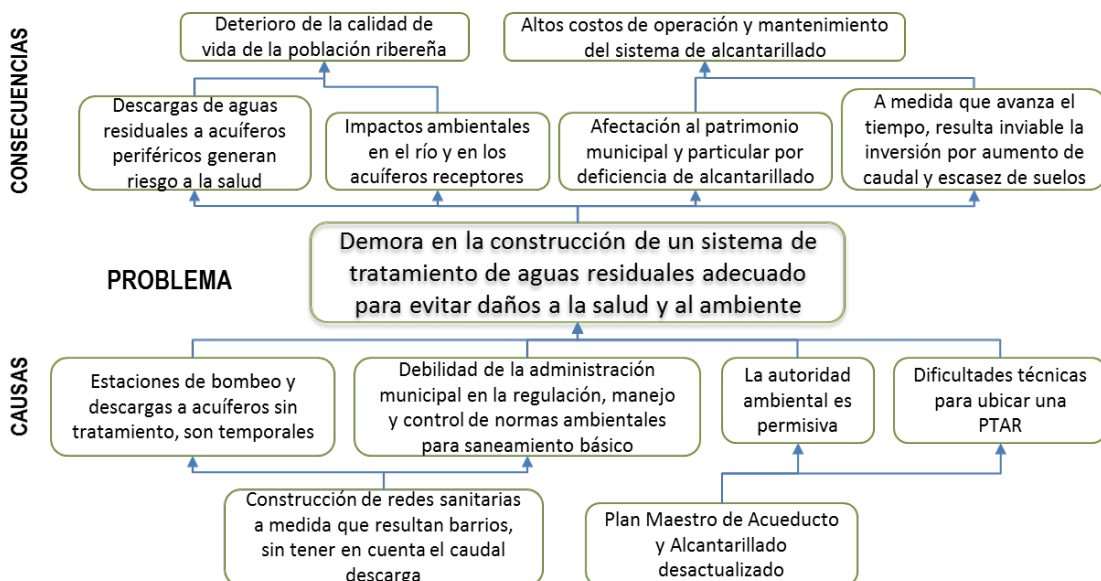 CONSECUENCIAS
Deterioro de la calidad de
vida de la población ribereña
Altos costos de operación y mantenimiento
del sistema de alcantarillado
Descargas de aguas
residuales a acuíferos
periféricos generan
riesgo a la salud
Impactos ambientales
en el río y en los
acuíferos receptores
Afectación al patrimonio
municipal y particular por
deficiencia de alcantarillado
A medida que avanza el
tiempo, resulta inviable la
inversión por aumento de
caudal y escasez de suelos
PROBLEMA
Demora en la construcción de un sistema de
tratamiento de aguas residuales adecuado
para evitar daños a la salud y al ambiente
CAUSAS
Estaciones de bombeo y
descargas a acuíferos sin
tratamiento, son temporales
Debilidad de la administración
municipal en la regulación, manejo
y control de normas ambientales
para saneamiento básico
La autoridad
ambiental es
permisiva
Dificultades técnicas
para ubicar una
PTAR
Construcción de redes sanitarias
a medida que resultan barrios,
sin tener en cuenta el caudal
descarga
Plan Maestro de Acueducto
y Alcantarillado
desactualizado